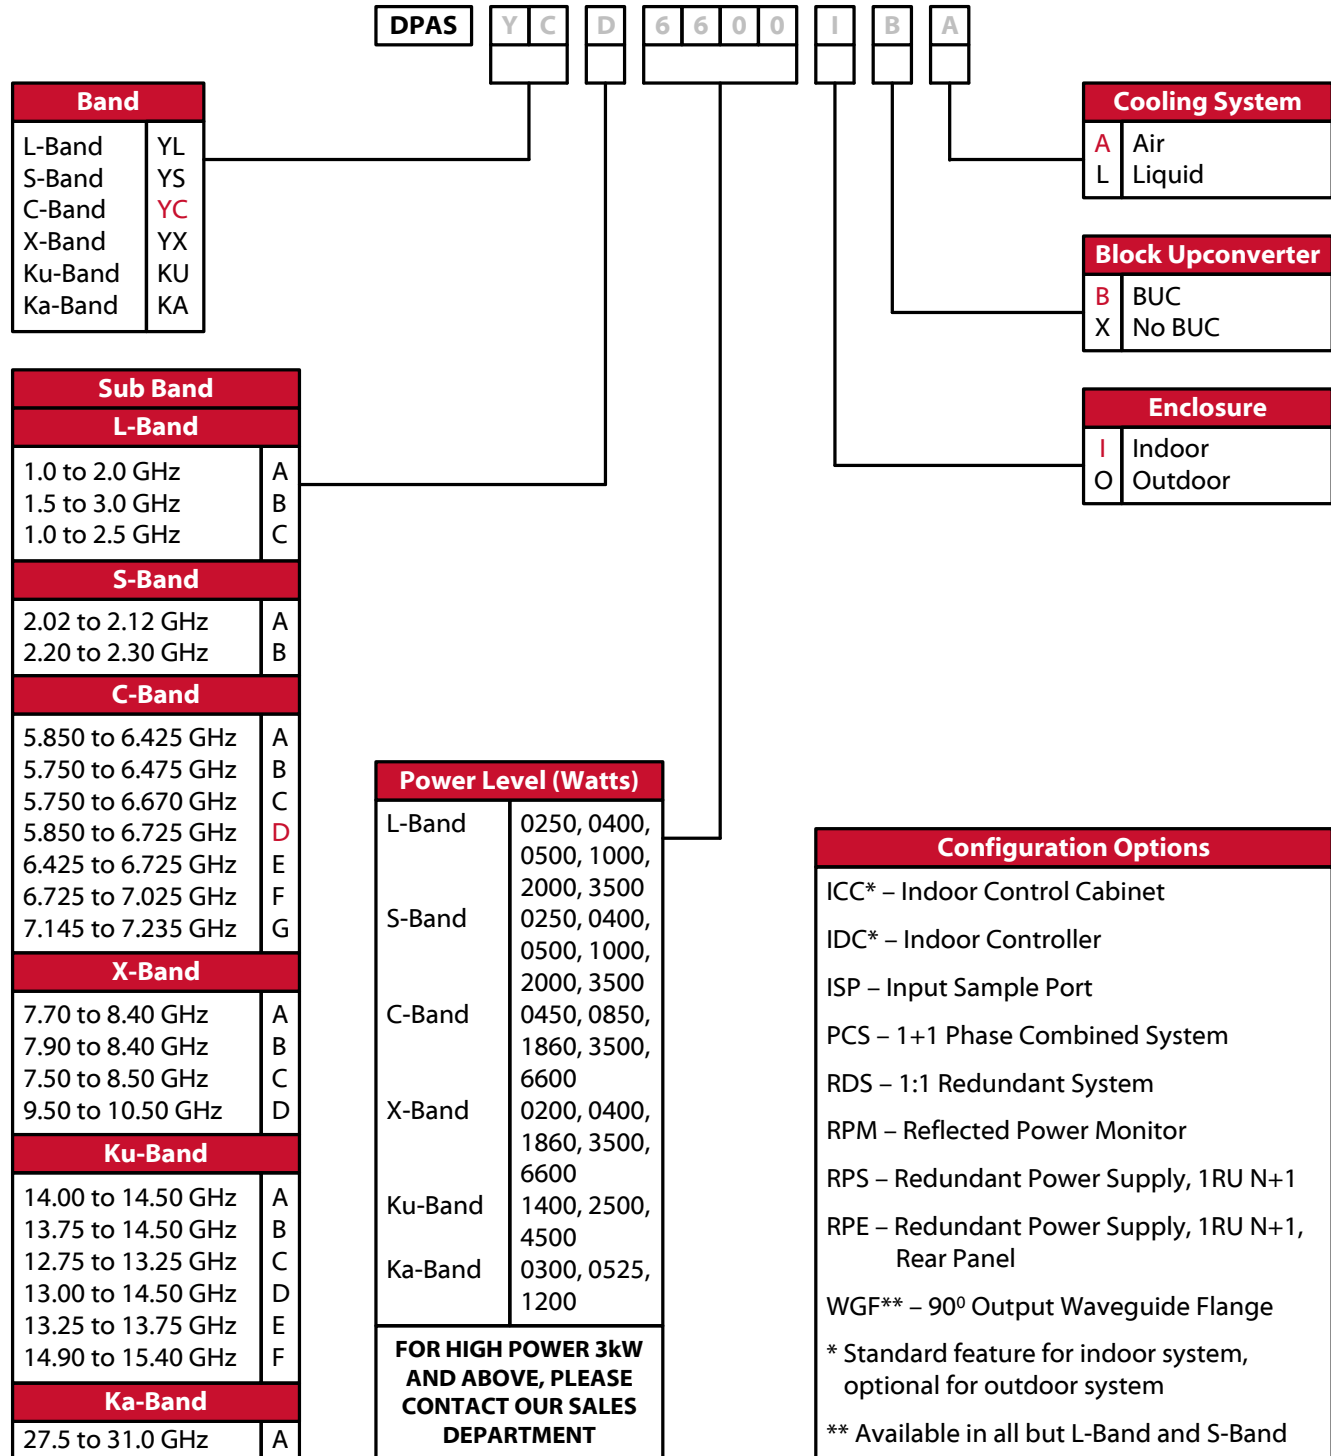 DPAS Y C D 6 6 0 0 I B A
Band
L-Band YL
S-Band YS
C-Band YC
X-Band YX
Ku-Band KU
Ka-Band KA
Sub Band
L-Band
1.0 to 2.0 GHz A
1.5 to 3.0 GHz B
1.0 to 2.5 GHz C
S-Band
2.02 to 2.12 GHz A
2.20 to 2.30 GHz B
C-Band
5.850 to 6.425 GHz A
5.750 to 6.475 GHz B
5.750 to 6.670 GHz C
5.850 to 6.725 GHz D
6.425 to 6.725 GHz E
6.725 to 7.025 GHz F
7.145 to 7.235 GHz G
X-Band
7.70 to 8.40 GHz A
7.90 to 8.40 GHz B
7.50 to 8.50 GHz C
9.50 to 10.50 GHz D
Ku-Band
14.00 to 14.50 GHz A
13.75 to 14.50 GHz B
12.75 to 13.25 GHz C
13.00 to 14.50 GHz D
13.25 to 13.75 GHz E
14.90 to 15.40 GHz F
Ka-Band
27.5 to 31.0 GHz A
Power Level (Watts)
L-Band 0250, 0400,
0500, 1000,
2000, 3500
S-Band 0250, 0400,
0500, 1000,
2000, 3500
C-Band 0450, 0850,
1860, 3500,
6600
X-Band 0200, 0400,
1860, 3500,
6600
Ku-Band 1400, 2500,
4500
Ka-Band 0300, 0525,
1200
FOR HIGH POWER 3kW
AND ABOVE, PLEASE
CONTACT OUR SALES
DEPARTMENT
Cooling System
A Air
L Liquid
Block Upconverter
B BUC
X No BUC
Enclosure
I Indoor
O Outdoor
Configuration Options
ICC* – Indoor Control Cabinet
IDC* – Indoor Controller
ISP – Input Sample Port
PCS – 1+1 Phase Combined System
RDS – 1:1 Redundant System
RPM – Reflected Power Monitor
RPS – Redundant Power Supply, 1RU N+1
RPE – Redundant Power Supply, 1RU N+1,
Rear Panel
WGF** – 90⁰ Output Waveguide Flange
* Standard feature for indoor system,
optional for outdoor system
** Available in all but L-Band and S-Band